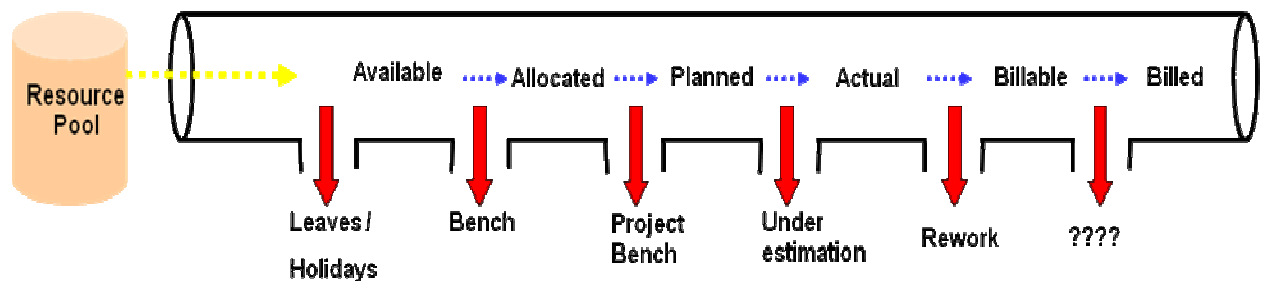 Resource
Pool
Available
Allocated
Planned
Actual
Billable
Billed
Leaves /
Holidays
Bench
Project
Bench
Under
estimation
Rework
????